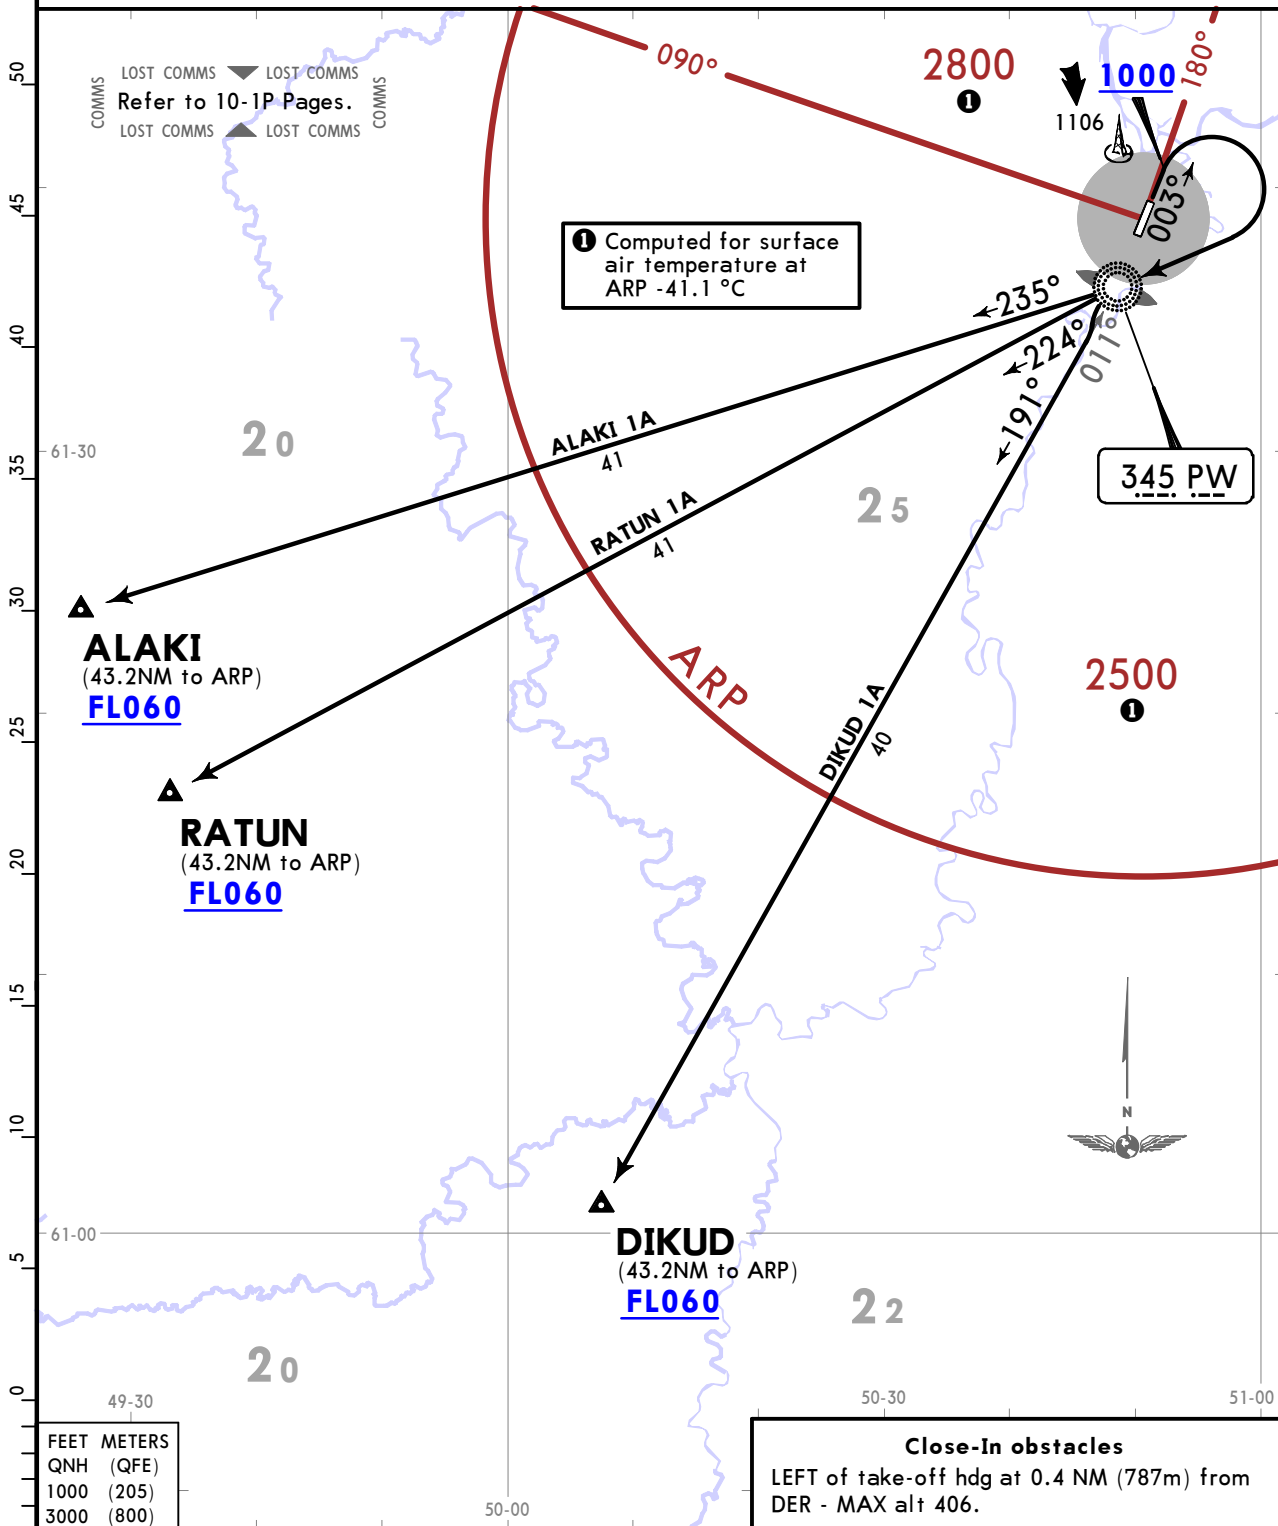 50
45
40
35
30
25
20
15
10
5
0
LOST COMMS LOST COMMS
COMMS
Refer to 10-1P Pages.
COMMS
LOST COMMS LOST COMMS
090°
2800
1
1000
180°
1106
003°
1 Computed for surface
air temperature at
ARP -41.1 °C
235°
224°
191°
011°
345 PW
61-30
20
25
ALAKI 1A
41
RATUN 1A
41
ALAKI
(43.2NM to ARP)
FL060
ARP
2500
1
DIKUD 1A
40
RATUN
(43.2NM to ARP)
FL060
N
61-00
DIKUD
(43.2NM to ARP)
FL060
22
20
49-30
50-30
51-00
50-00
FEET METERS
QNH (QFE)
1000 (205)
3000 (800)
Close-In obstacles
LEFT of take-off hdg at 0.4 NM (787m) from
DER - MAX alt 406.